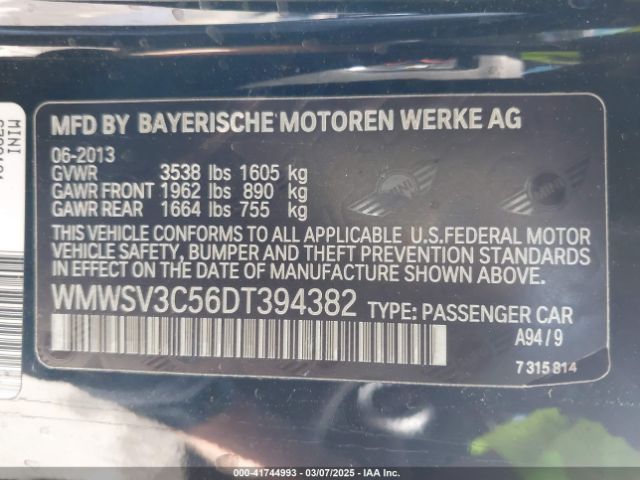 MFD BY BAYERISCHE MOTOREN WERKE AG
06-2013
GVWR 3538 lbs 1605 kg
GAWR FRONT 1962 lbs 890 kg
GAWR REAR 1664 lbs 755 kg
THIS VEHICLE CONFORMS TO ALL APPLICABLE U.S.FEDERAL MOTOR
VEHICLE SAFETY, BUMPER AND THEFT PREVENTION STANDARDS
IN EFFECT ON THE DATE OF MANUFACTURE SHOWN ABOVE.
WMWSV3C56DT394382 TYPE: PASSENGER CAR
A94/9
7 315 814
MINI
MINI
MINI
000-41744993 - 03/07/2025 - IAA Inc.